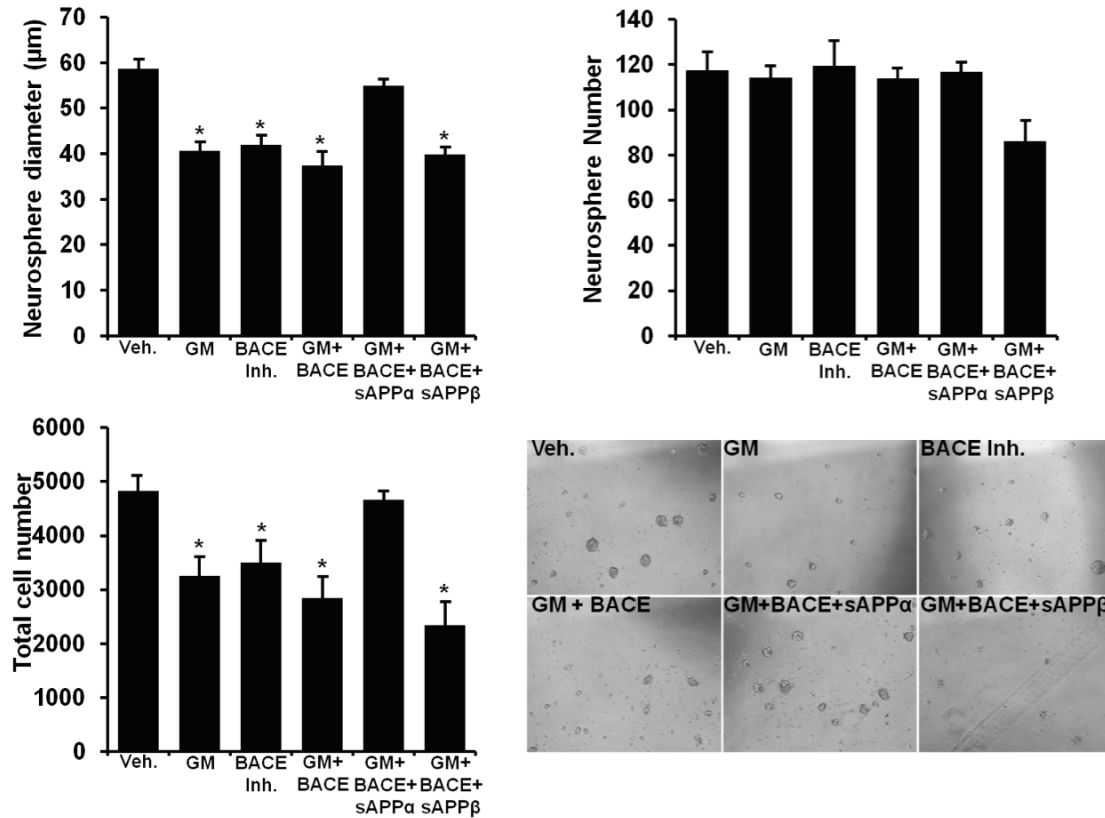 Neurosphere diameter (µm)
70
60
50
40
30
20
10
0
*
*
*
*
Veh.
GM
BACE
Inh.
GM+
BACE
GM+
BACE+
sAPPα
GM+
BACE+
sAPPβ
Neurosphere Number
140
120
100
80
60
40
20
0
Veh.
GM
BACE
Inh.
GM+
BACE
GM+
BACE+
sAPPα
GM+
BACE+
sAPPβ
Total cell number
6000
5000
4000
3000
2000
1000
0
*
*
*
*
Veh.
GM
BACE
Inh.
GM+
BACE
GM+
BACE+
sAPPα
GM+
BACE+
sAPPβ
Veh.
GM
BACE Inh.
GM + BACE
GM+BACE+sAPPα
GM+BACE+sAPPβ